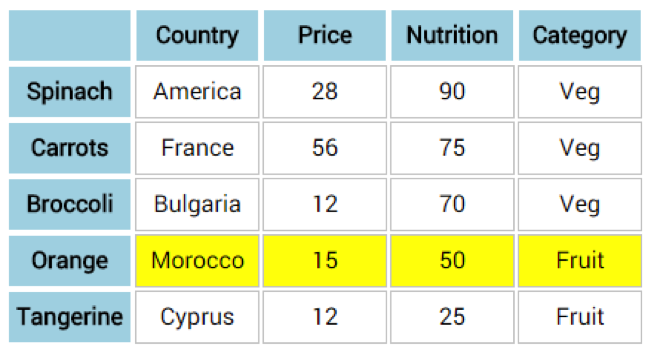 Country Price Nutrition Category
Spinach America 28 90 Veg
Carrots France 56 75 Veg
Broccoli Bulgaria 12 70 Veg
Orange Morocco 15 50 Fruit
Tangerine Cyprus 12 25 Fruit